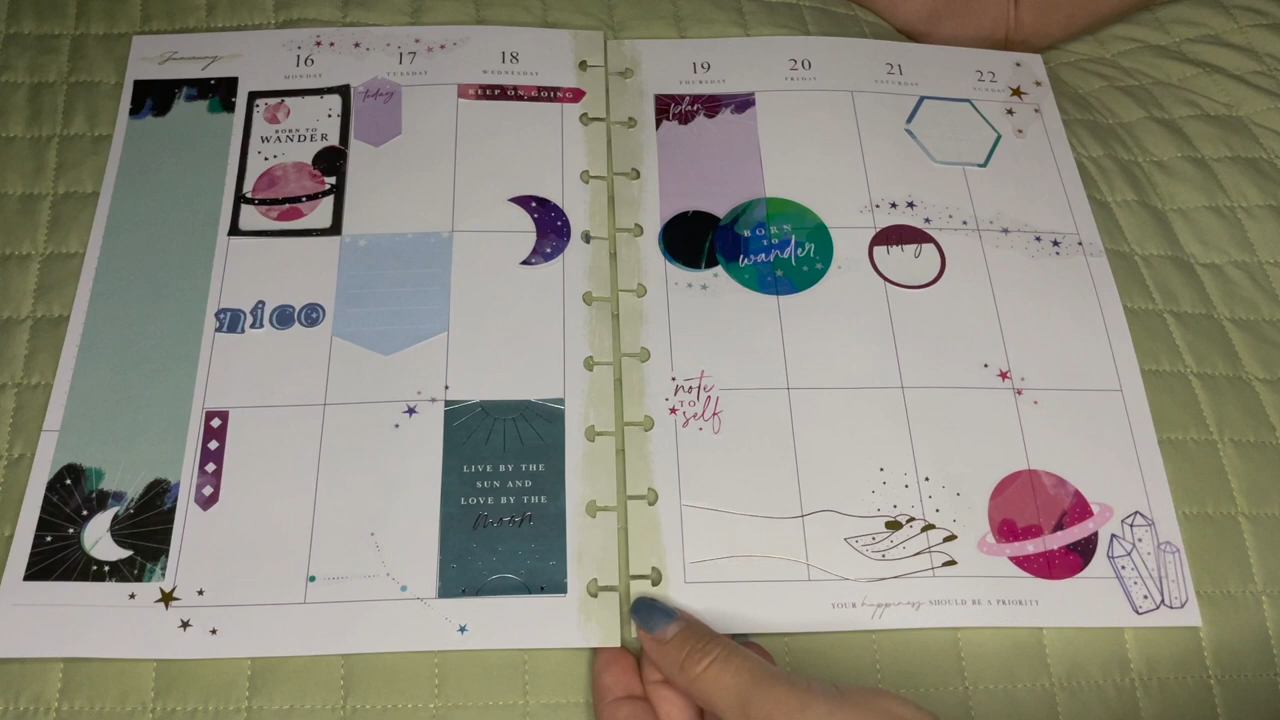 January
16
MONDAY
17
TUESDAY
18
WEDNESDAY
BORN TO
WANDER
today
KEEP ON GOING
nico
LIVE BY THE
SUN AND
LOVE BY THE
moon
19
THURSDAY
20
FRIDAY
21
SATURDAY
22
SUNDAY
plan
BORN
TO
wander
today
note
TO
self
YOUR happiness SHOULD BE A PRIORITY